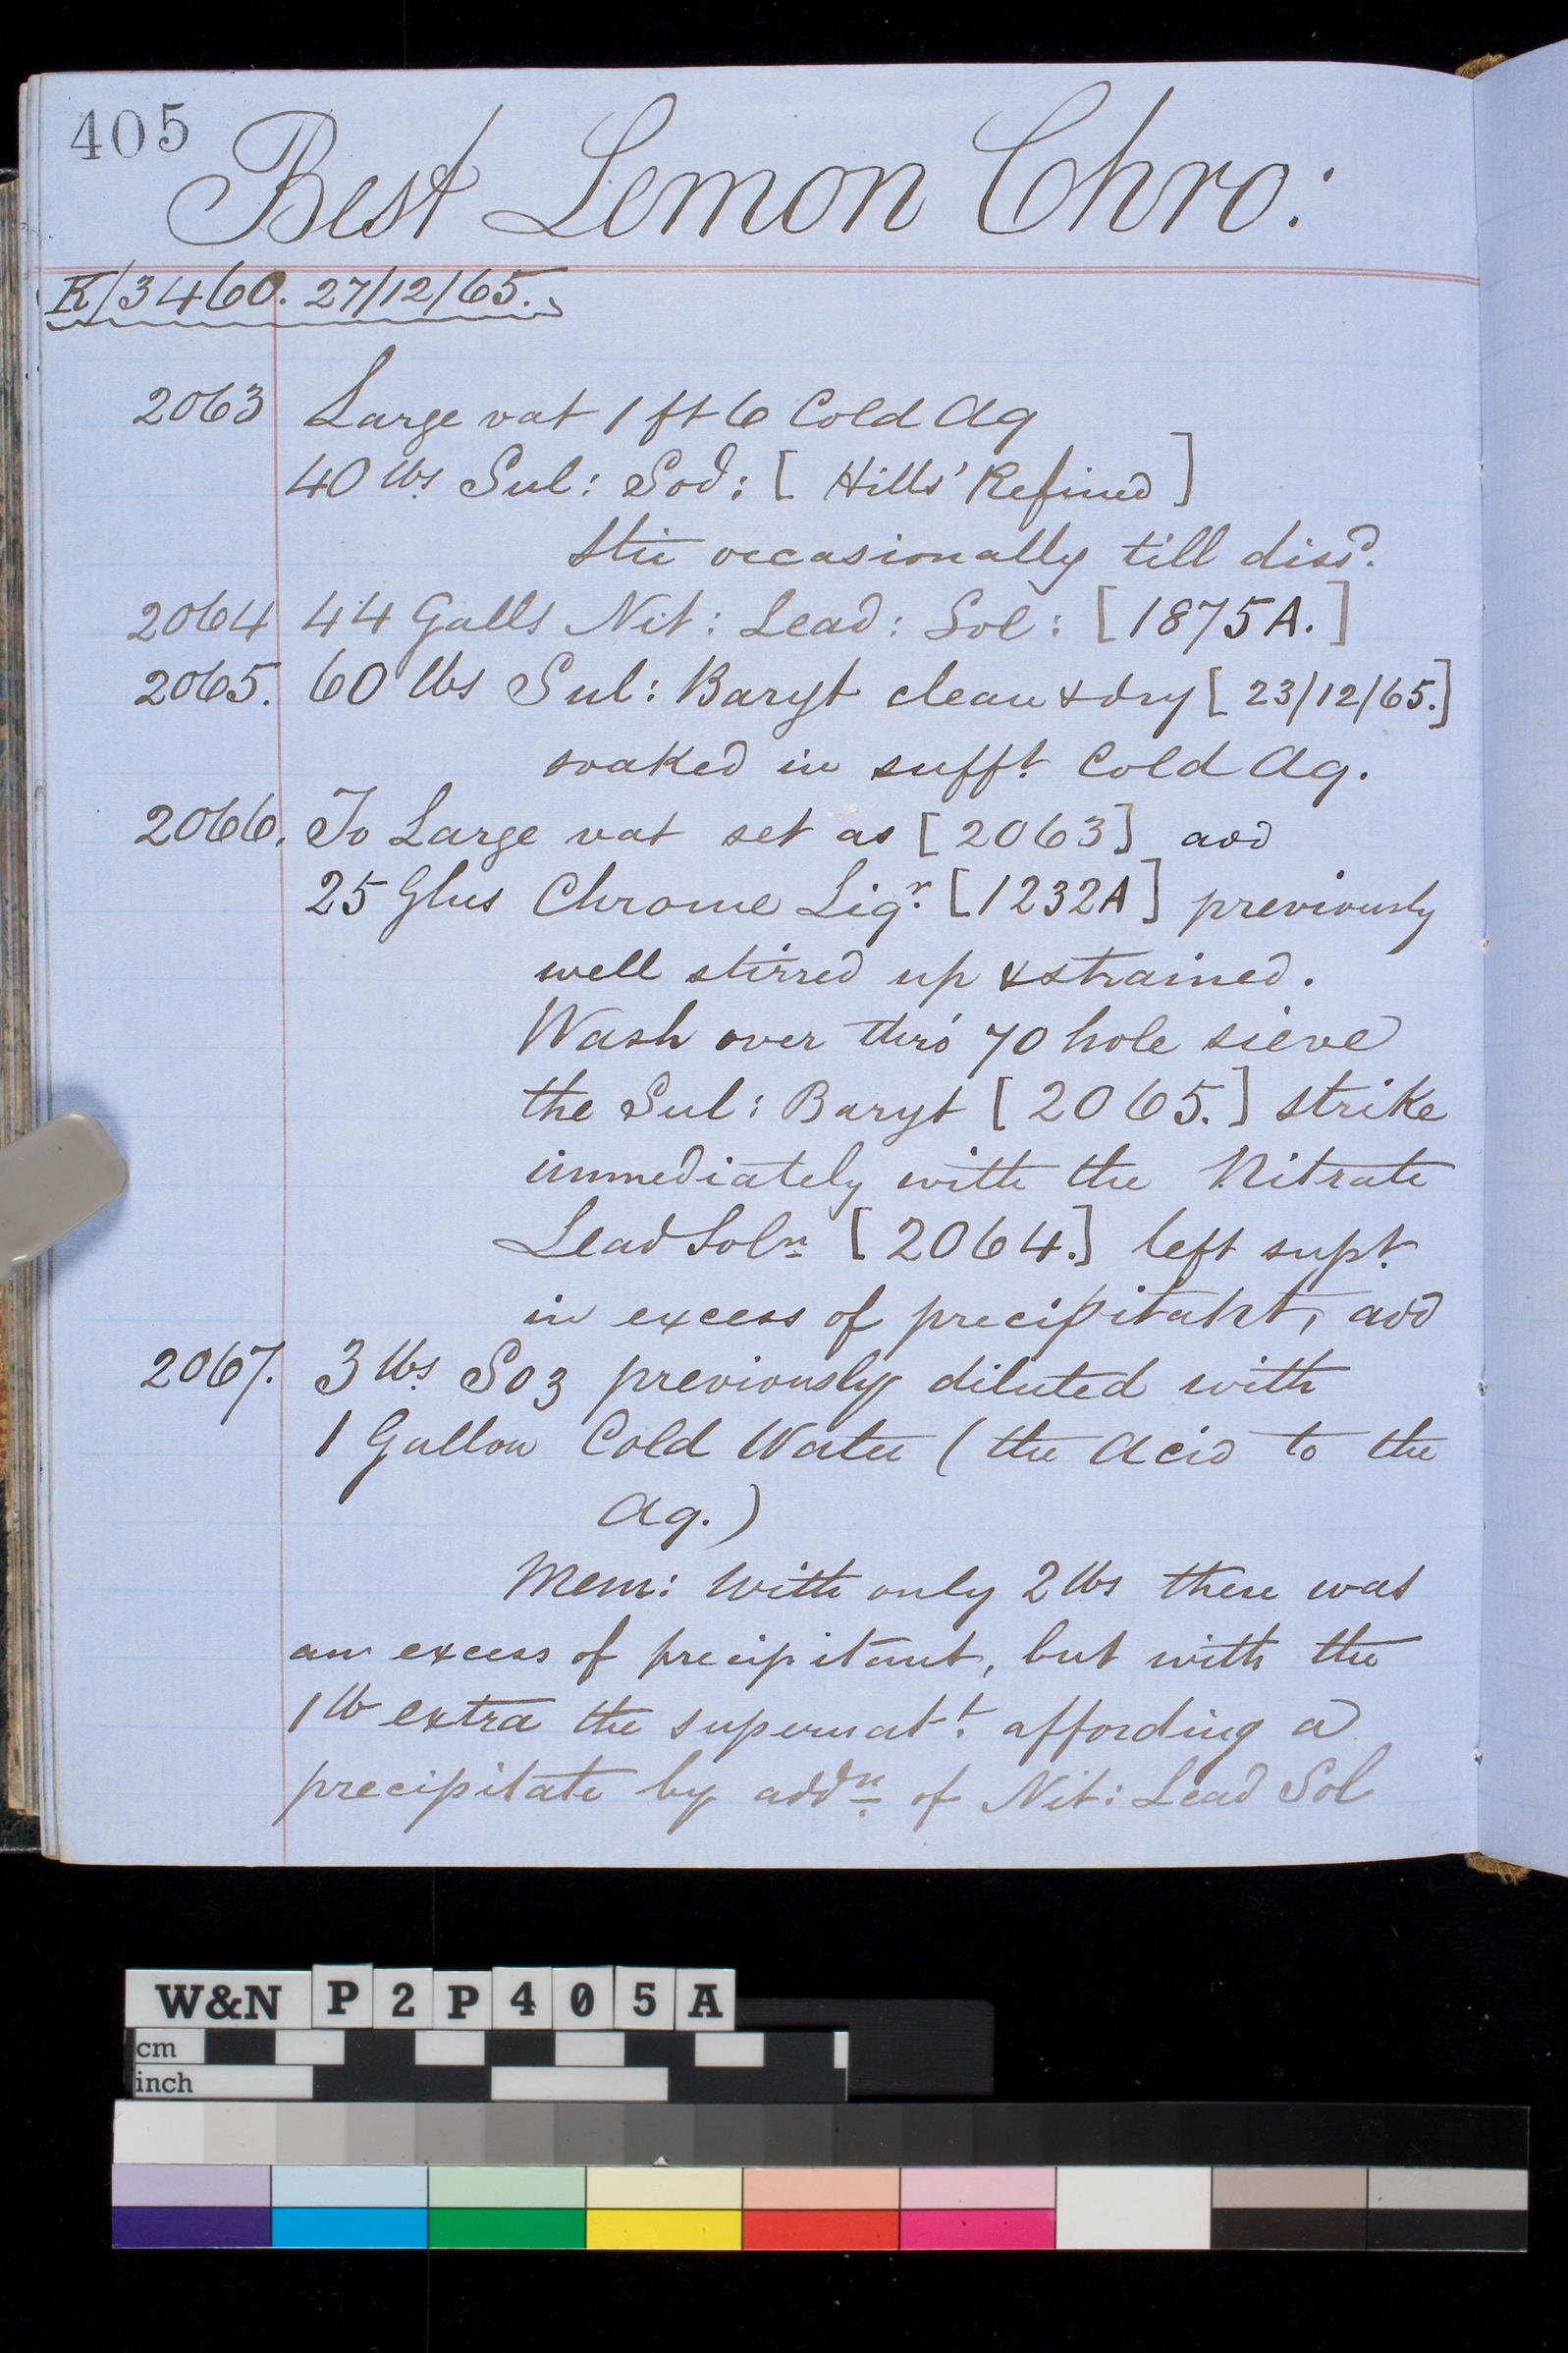 405
Best Lemon Chro:
K/3460. 27/12/65.
2063 Large vat 1 ft 6 Cold Aq
40 lbs Sul: Sod: [ Hills' Refined ]
Stir occasionally till dissd.
2064 44 Galls Nit: Lead: Sol: [ 1875A. ]
2065. 60 lbs Sul: Baryt clean & dry [ 23/12/65. ]
soaked in sufft. Cold Aq.
2066. To Large vat set as [ 2063 ] add
25 Glns Chrome Liqr. [ 1232A ] previously
well stirred up & strained.
Wash over thro' 70 hole sieve
the Sul: Baryt [ 2065. ] strike
immediately with the Nitrate
Lead Soln [ 2064. ] left supt.
in excess of precipitant, add
2067. 3 lbs. SO3 previously diluted with
1 Gallon Cold Water ( the Acid to the
Aq. )
Mem: With only 2 lbs there was
an excess of precipitant, but with the
1 lb extra the supernatt. affording a
precipitate by addn. of Nit: Lead Sol
W&N P2P405A
cm
inch